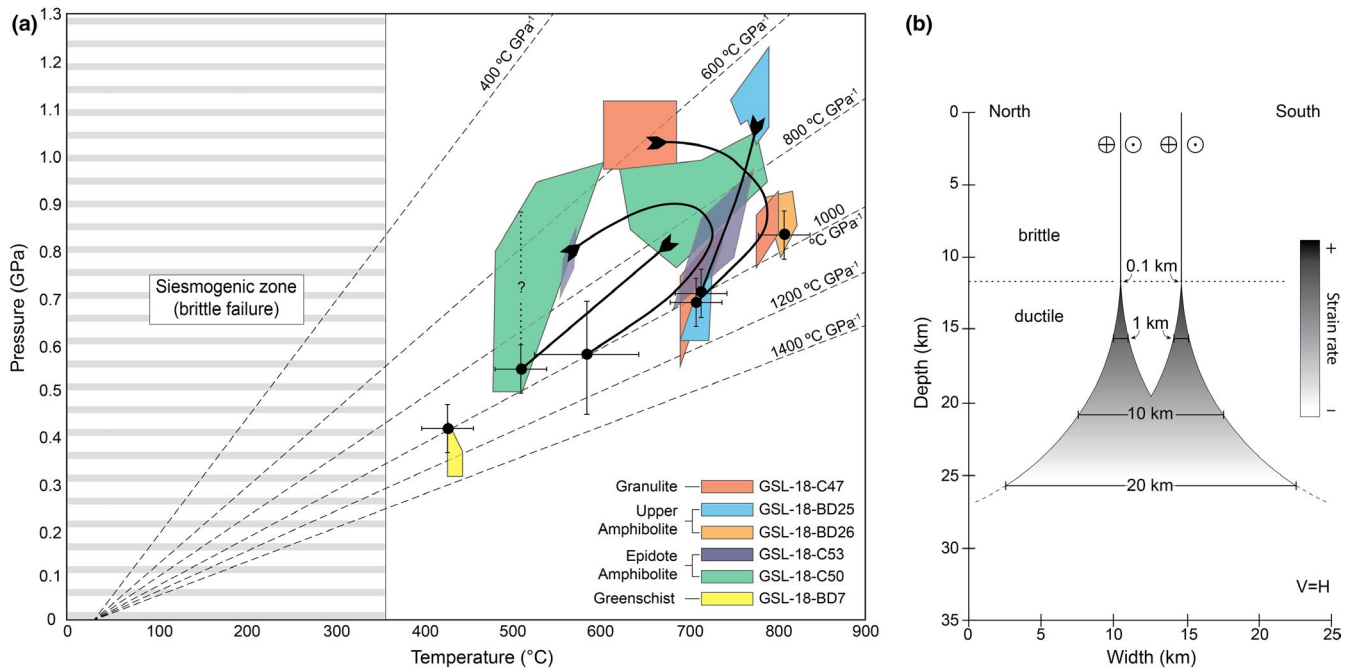 (a)
1.3
1.2
1.1
1.0
0.9
0.8
0.7
0.6
0.5
0.4
0.3
0.2
0.1
0
Pressure (GPa)
0
100
200
300
400
500
600
700
800
900
Temperature (°C)
Siesmogenic zone
(brittle failure)
400 ºC GPa-1
600 ºC GPa-1
800 ºC GPa-1
1000
ºC GPa-1
1200 ºC GPa-1
1400 ºC GPa-1
?
Granulite
GSL-18-C47
Upper
Amphibolite
GSL-18-BD25
GSL-18-BD26
Epidote
Amphibolite
GSL-18-C53
GSL-18-C50
Greenschist
GSL-18-BD7
(b)
North
South
0
5
10
15
20
25
30
35
Depth (km)
brittle
ductile
0.1 km
1 km
10 km
20 km
+
Strain rate
–
V=H
0
5
10
15
20
25
Width (km)